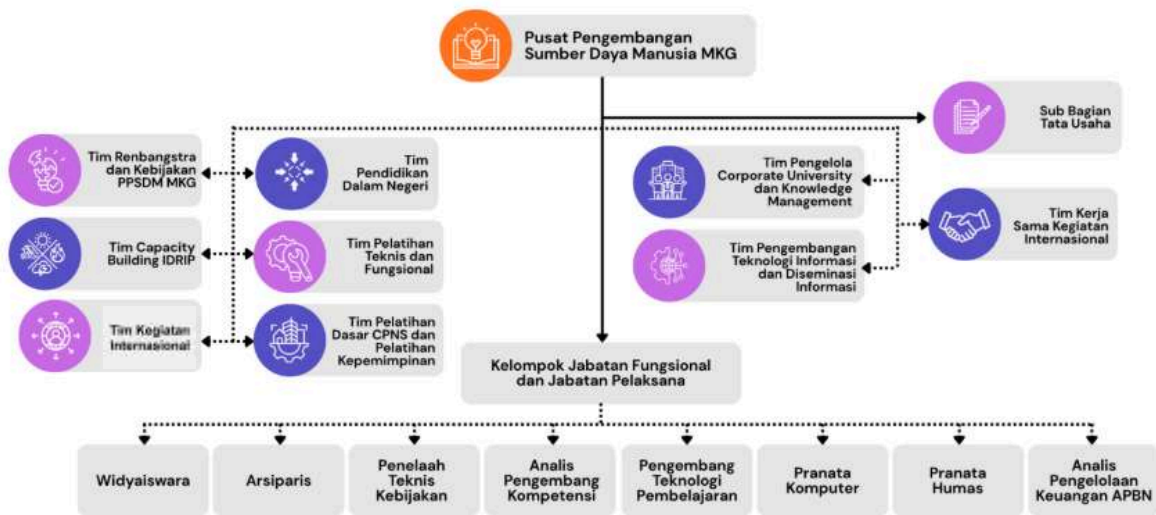 Pusat Pengembangan
Sumber Daya Manusia MKG
Sub Bagian
Tata Usaha
Tim Renbangstra
dan Kebijakan
PPSDM MKG
Tim
Pendidikan
Dalam Negeri
Tim Pengelola
Corporate University
dan Knowledge
Management
Tim Kerja
Sama Kegiatan
Internasional
Tim Capacity
Building IDRIP
Tim Pelatihan
Teknis dan
Fungsional
Tim Pengembangan
Teknologi Informasi
dan Diseminasi
Informasi
Tim Kegiatan
Internasional
Tim Pelatihan
Dasar CPNS dan
Pelatihan
Kepemimpinan
Kelompok Jabatan Fungsional
dan Jabatan Pelaksana
Widyaiswara
Arsiparis
Penelaah
Teknis
Kebijakan
Analis
Pengembang
Kompetensi
Pengembang
Teknologi
Pembelajaran
Pranata
Komputer
Pranata
Humas
Analis
Pengelolaan
Keuangan APBN